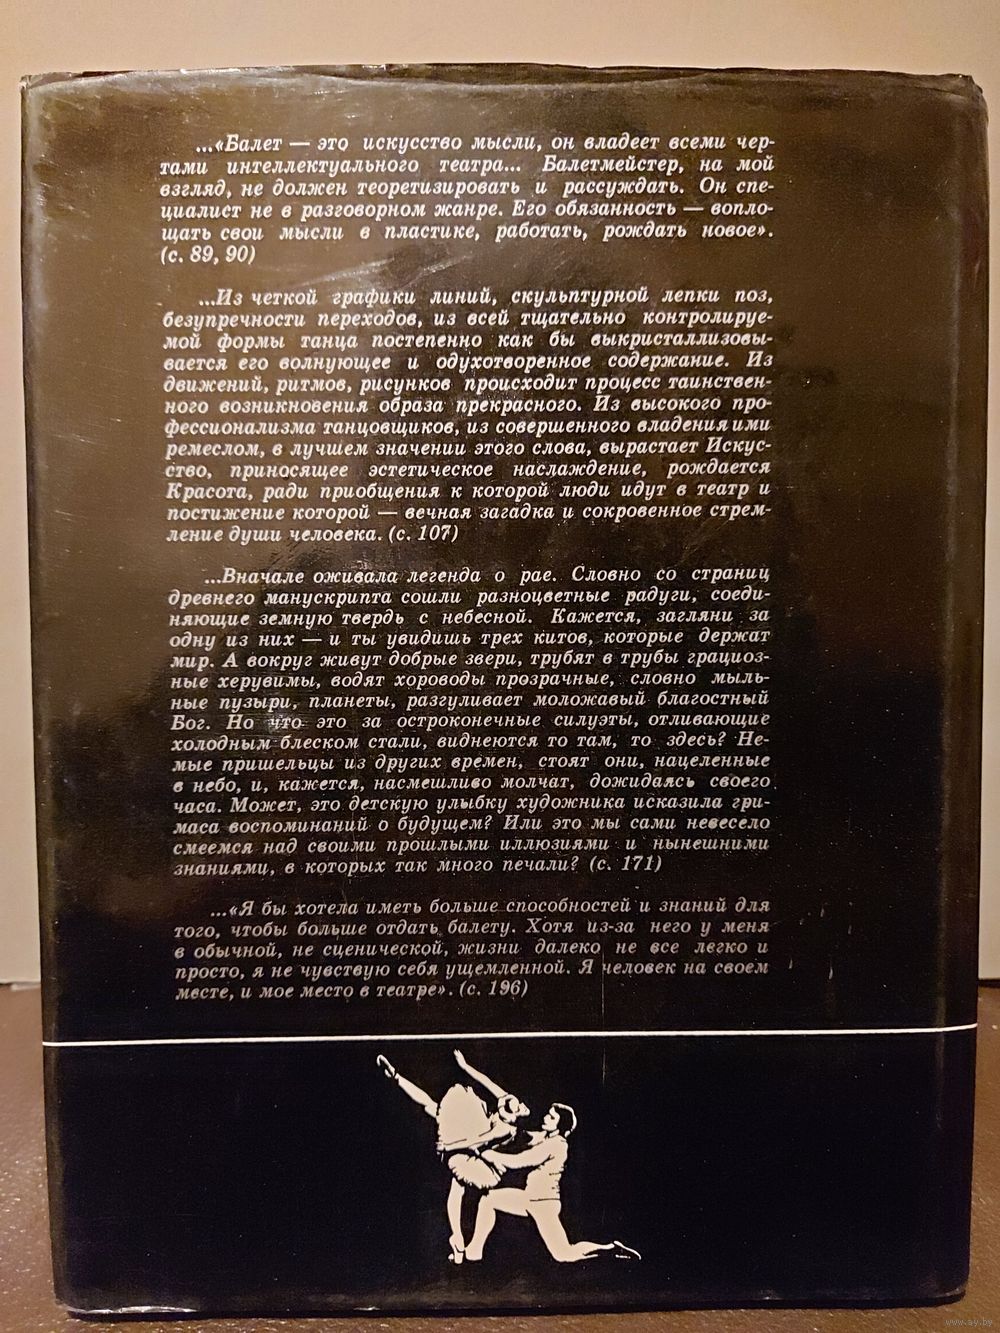 ...«Балет — это искусство мысли, он владеет всеми чер-
тами интеллектуального театра... Балетмейстер, на мой
взгляд, не должен теоретизировать и рассуждать. Он спе-
циалист не в разговорном жанре. Его обязанность — вопло-
щать свои мысли в пластике, работать, рождать новое».
(с. 89, 90)
...Из четкой графики линий, скульптурной лепки поз,
безупречности переходов, из всей тщательно контролируе-
мой формы танца постепенно как бы выкристаллизовы-
вается его волнующее и одухотворенное содержание. Из
движений, ритмов, рисунков происходит процесс таинствен-
ного возникновения образа прекрасного. Из высокого про-
фессионализма танцовщиков, из совершенного владения ими
ремеслом, в лучшем значении этого слова, вырастает Искус-
ство, приносящее эстетическое наслаждение, рождается
Красота, ради приобщения к которой люди идут в театр и
постижение которой — вечная загадка и сокровенное стрем-
ление души человека. (с. 107)
...Вначале оживала легенда о рае. Словно со страниц
древнего манускрипта сошли разноцветные радуги, соеди-
няющие земную твердь с небесной. Кажется, загляни за
одну из них — и ты увидишь трех китов, которые держат
мир. А вокруг живут добрые звери, трубят в трубы грациоз-
ные херувимы, водят хороводы прозрачные, словно мыль-
ные пузыри, планеты, разгуливает моложавый благостный
Бог. Но что это за остроконечные силуэты, отливающие
холодным блеском стали, виднеются то там, то здесь? Не-
мые пришельцы из других времен, стоят они, нацеленные
в небо, и, кажется, насмешливо молчат, дожидаясь своего
часа. Может, это детскую улыбку художника исказила гри-
маса воспоминаний о будущем? Или это мы сами невесело
смеемся над своими прошлыми иллюзиями и нынешними
знаниями, в которых так много печали? (с. 171)
...«Я бы хотела иметь больше способностей и знаний для
того, чтобы больше отдать балету. Хотя из-за него у меня
в обычной, не сценической, жизни далеко не все легко и
просто, я не чувствую себя ущемленной. Я человек на своем
месте, и мое место в театре». (с. 196)
www.ay.by